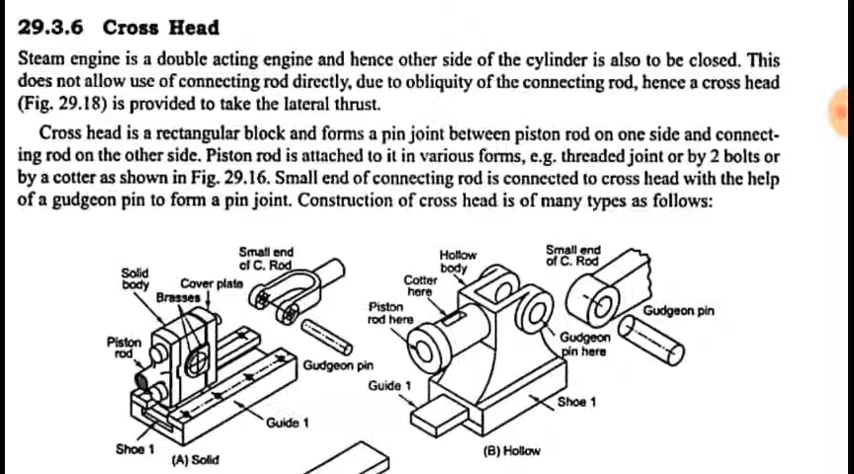 29.3.6 Cross Head
Steam engine is a double acting engine and hence other side of the cylinder is also to be closed. This
does not allow use of connecting rod directly, due to obliquity of the connecting rod, hence a cross head
(Fig. 29.18) is provided to take the lateral thrust.
Cross head is a rectangular block and forms a pin joint between piston rod on one side and connect-
ing rod on the other side. Piston rod is attached to it in various forms, e.g. threaded joint or by 2 bolts or
by a cotter as shown in Fig. 29.16. Small end of connecting rod is connected to cross head with the help
of a gudgeon pin to form a pin joint. Construction of cross head is of many types as follows:
Small end
of C. Rod
Solid
body
Cover plate
Brasses
Piston
rod
Gudgeon pin
Guide 1
Shoe 1
(A) Solid
Hollow
body
Cotter
here
Piston
rod here
Small end
of C. Rod
Gudgeon pin
Gudgeon
pin here
Guide 1
Shoe 1
(B) Hollow